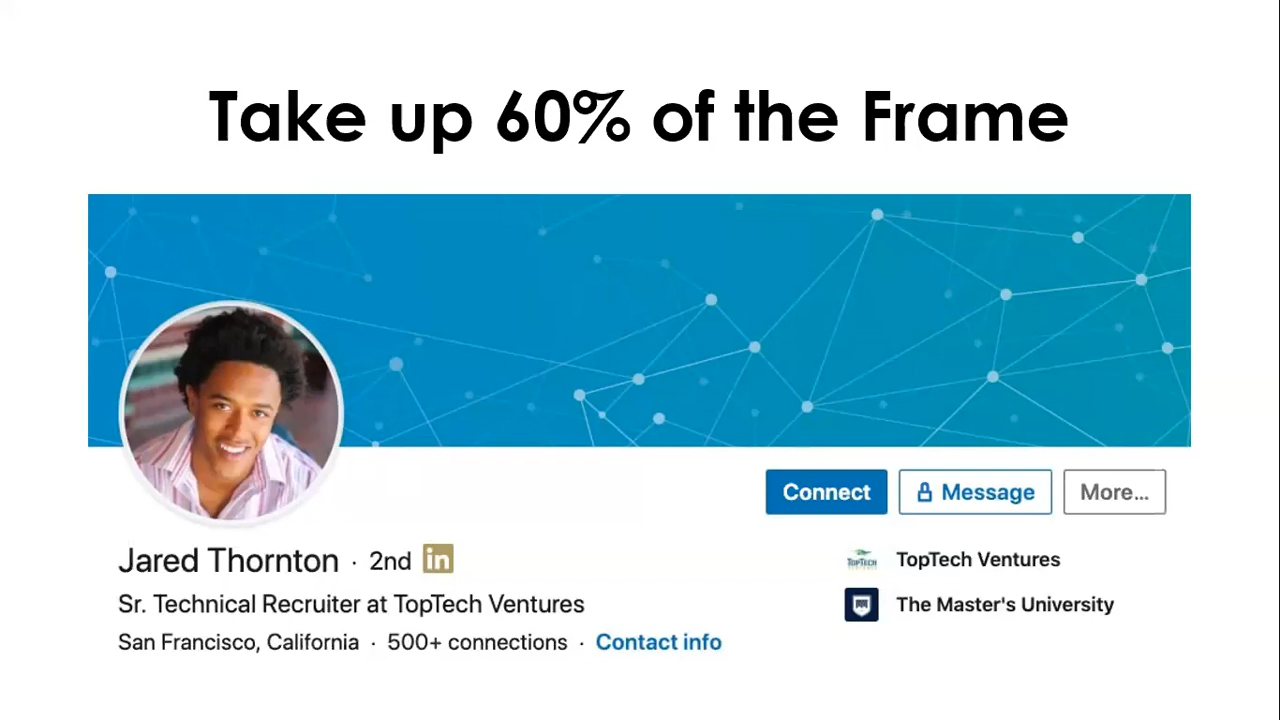 Take up 60% of the Frame
Connect
Message
More...
Jared Thornton · 2nd in
Sr. Technical Recruiter at TopTech Ventures
San Francisco, California · 500+ connections · Contact info
TopTech
TopTech Ventures
The Master's University